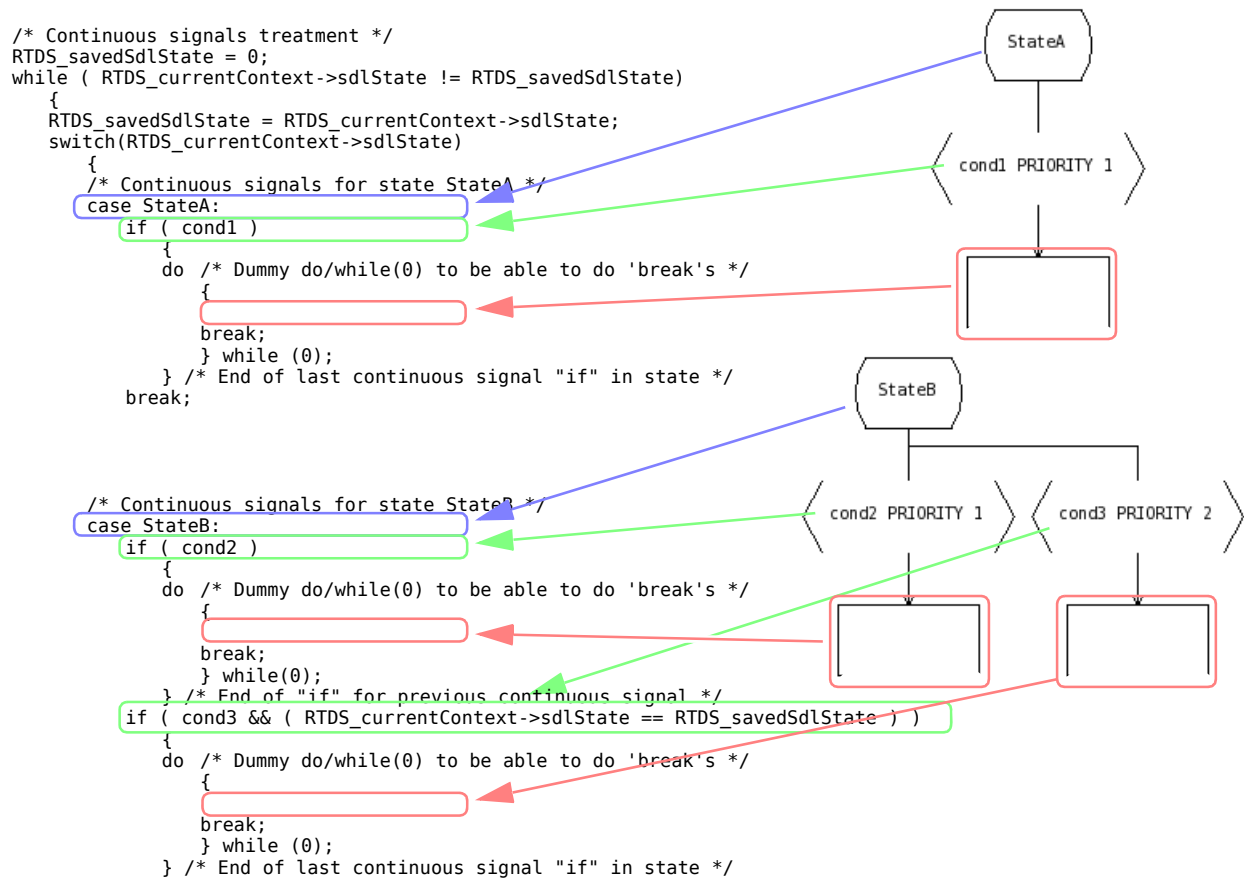 /* Continuous signals treatment */
RTDS_savedSdlState = 0;
while ( RTDS_currentContext->sdlState != RTDS_savedSdlState)
{
RTDS_savedSdlState = RTDS_currentContext->sdlState;
switch(RTDS_currentContext->sdlState)
{
/* Continuous signals for state StateA */
case StateA:
if ( cond1 )
{
do /* Dummy do/while(0) to be able to do 'break's */
{
break;
} while (0);
} /* End of last continuous signal "if" in state */
break;
/* Continuous signals for state StateB */
case StateB:
if ( cond2 )
{
do /* Dummy do/while(0) to be able to do 'break's */
{
break;
} while(0);
} /* End of "if" for previous continuous signal */
if ( cond3 && ( RTDS_currentContext->sdlState == RTDS_savedSdlState ) )
{
do /* Dummy do/while(0) to be able to do 'break's */
{
break;
} while (0);
} /* End of last continuous signal "if" in state */
StateA
cond1 PRIORITY 1
StateB
cond2 PRIORITY 1
cond3 PRIORITY 2